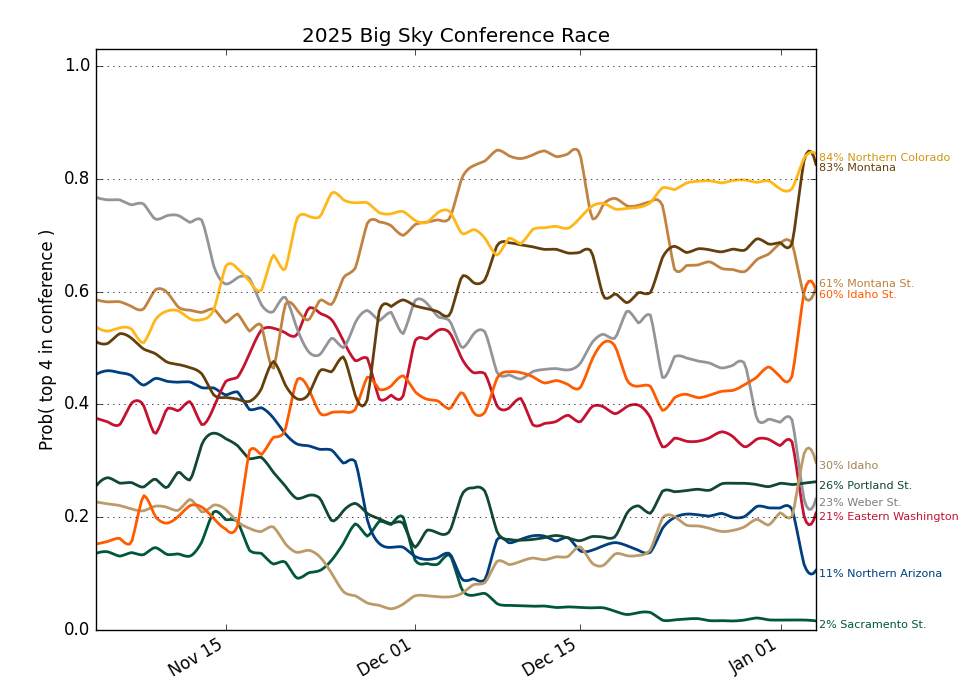 2025 Big Sky Conference Race
Prob( top 4 in conference )
1.0
0.8
0.6
0.4
0.2
0.0
Nov 15
Dec 01
Dec 15
Jan 01
84% Northern Colorado
83% Montana
61% Montana St.
60% Idaho St.
30% Idaho
26% Portland St.
23% Weber St.
21% Eastern Washington
11% Northern Arizona
2% Sacramento St.